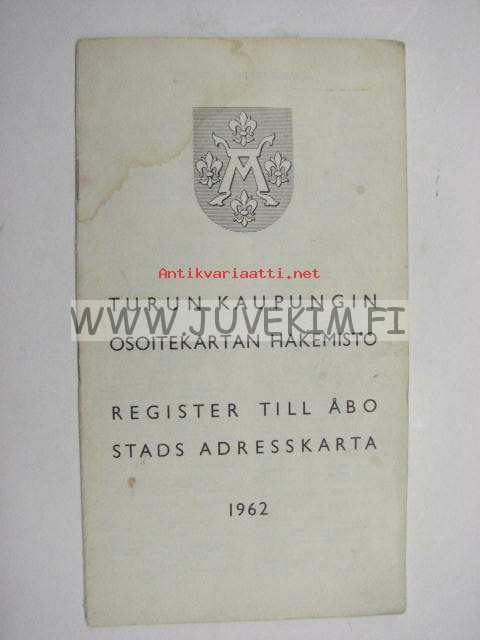 Antikvariaatti.net
TURUN KAUPUNGIN
WWW.JUVEKIM.FI
OSOITEKARTAN HAKEMISTO
REGISTER TILL ÅBO
STADS ADRESSKARTA
1962